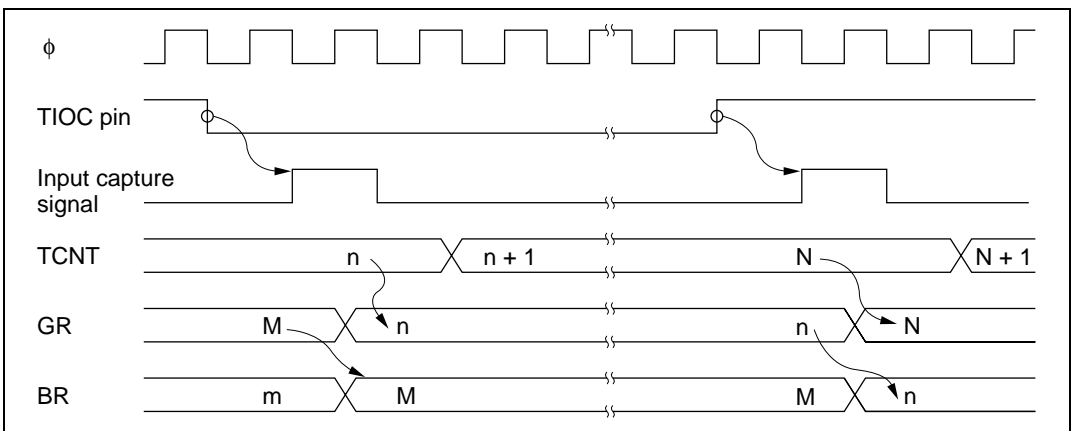 ϕ
TIOC pin
Input capture
signal
TCNT n n + 1 N N + 1
GR M n n N
BR m M M n